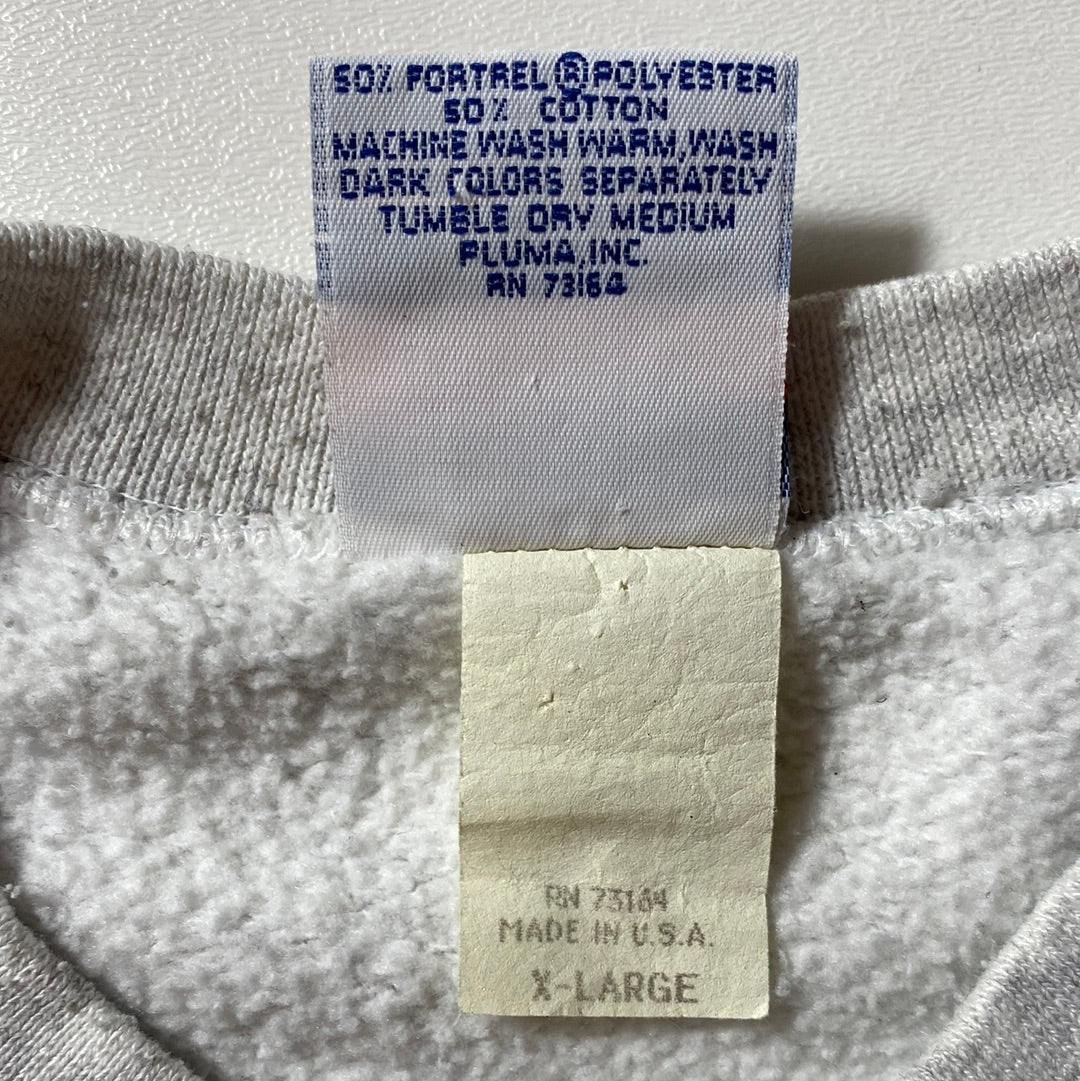 50% FORTREL ® POLYESTER
50% COTTON
MACHINE WASH WARM, WASH
DARK COLORS SEPARATELY
TUMBLE DRY MEDIUM
PLUMA, INC.
RN 73164
RN 73164
MADE IN U.S.A.
X-LARGE